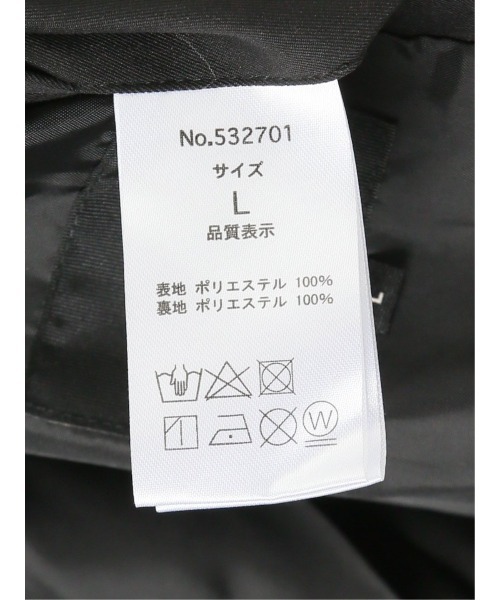 No.532701
サイズ
L
品質表示
表地 ポリエステル 100%
裏地 ポリエステル 100%
W
L